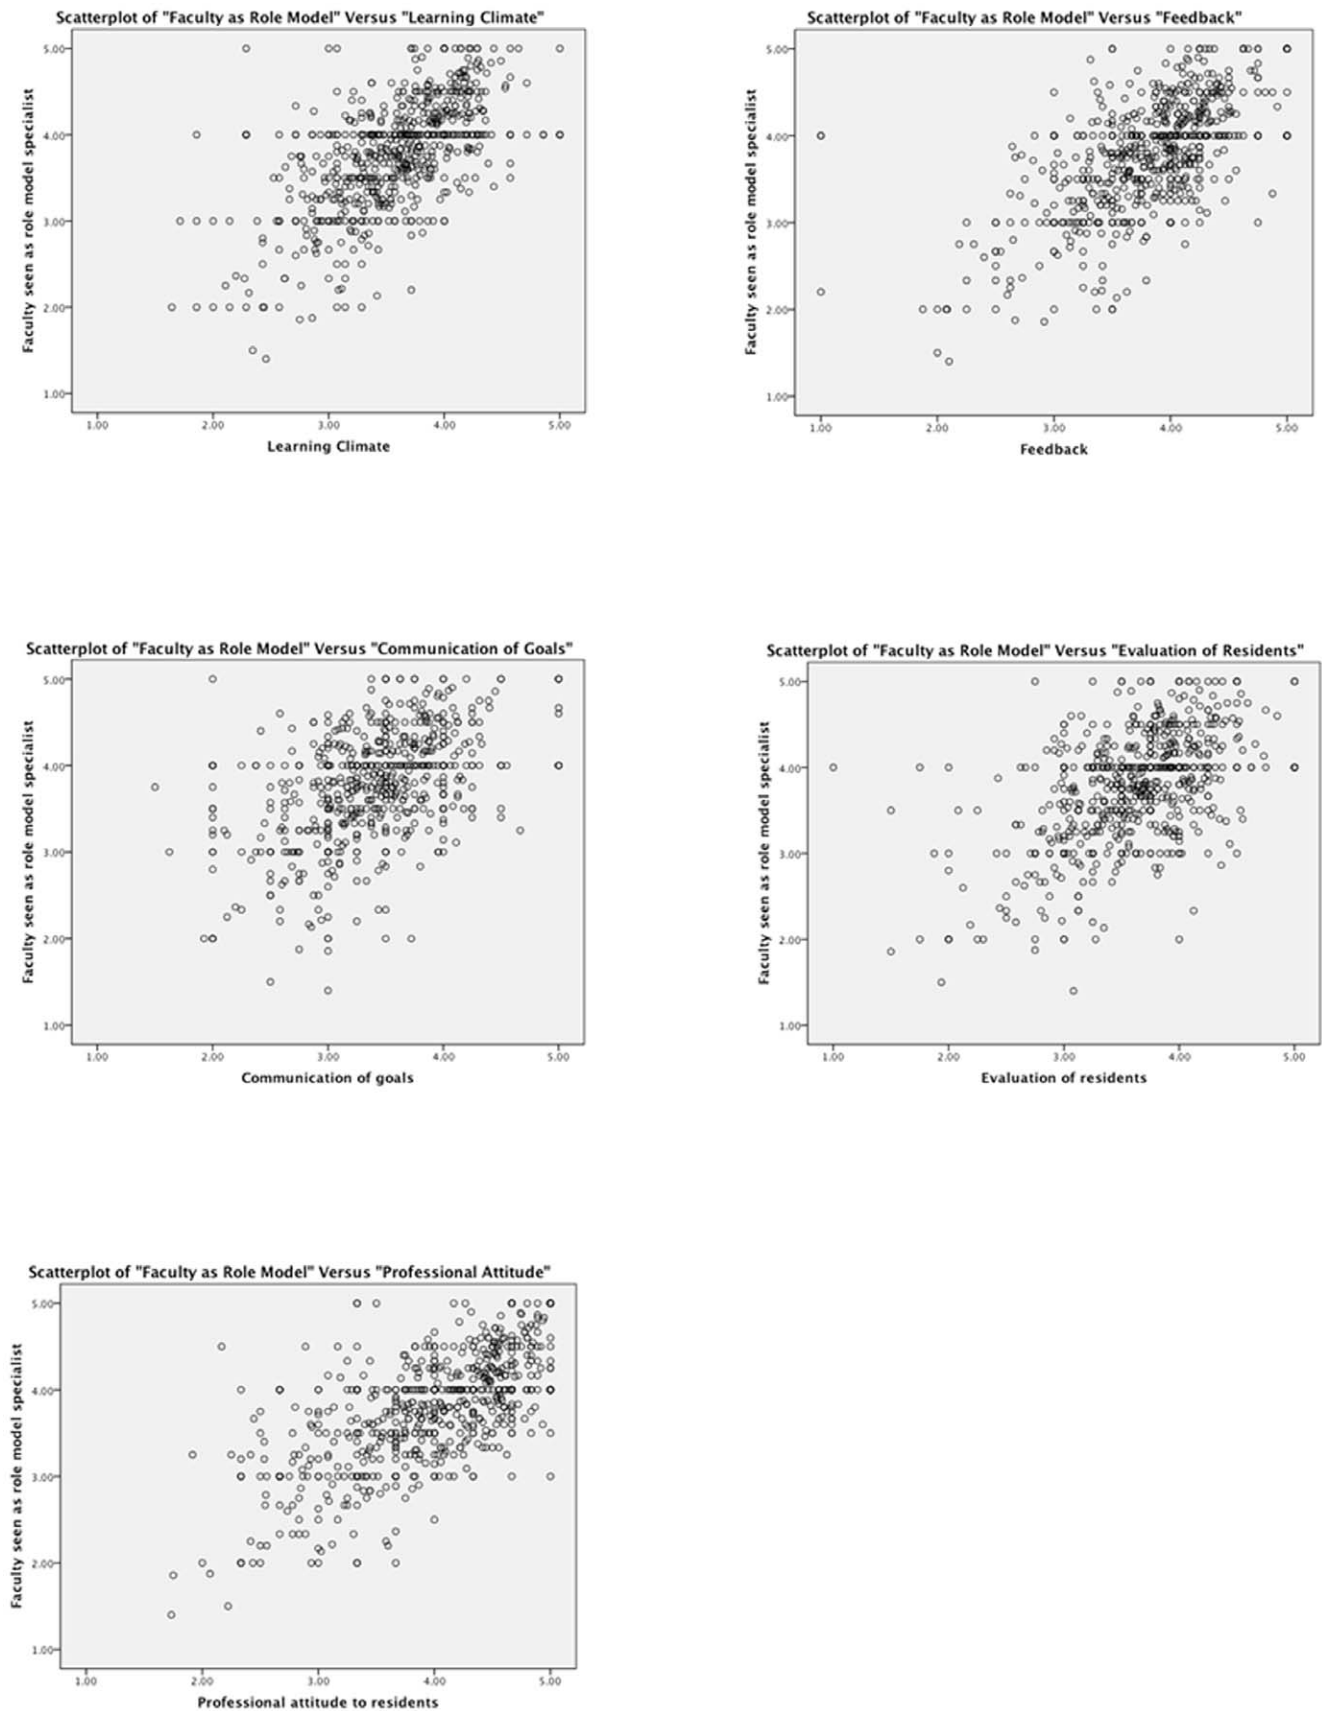 Scatterplot of "Faculty as Role Model" Versus "Learning Climate"
Faculty seen as role model specialist
5.00
4.00
3.00
2.00
1.00
1.00 2.00 3.00 4.00 5.00
Learning Climate
Scatterplot of "Faculty as Role Model" Versus "Feedback"
Faculty seen as role model specialist
5.00
4.00
3.00
2.00
1.00
1.00 2.00 3.00 4.00 5.00
Feedback
Scatterplot of "Faculty as Role Model" Versus "Communication of Goals"
Faculty seen as role model specialist
5.00
4.00
3.00
2.00
1.00
1.00 2.00 3.00 4.00 5.00
Communication of goals
Scatterplot of "Faculty as Role Model" Versus "Evaluation of Residents"
Faculty seen as role model specialist
5.00
4.00
3.00
2.00
1.00
1.00 2.00 3.00 4.00 5.00
Evaluation of residents
Scatterplot of "Faculty as Role Model" Versus "Professional Attitude"
Faculty seen as role model specialist
5.00
4.00
3.00
2.00
1.00
1.00 2.00 3.00 4.00 5.00
Professional attitude to residents